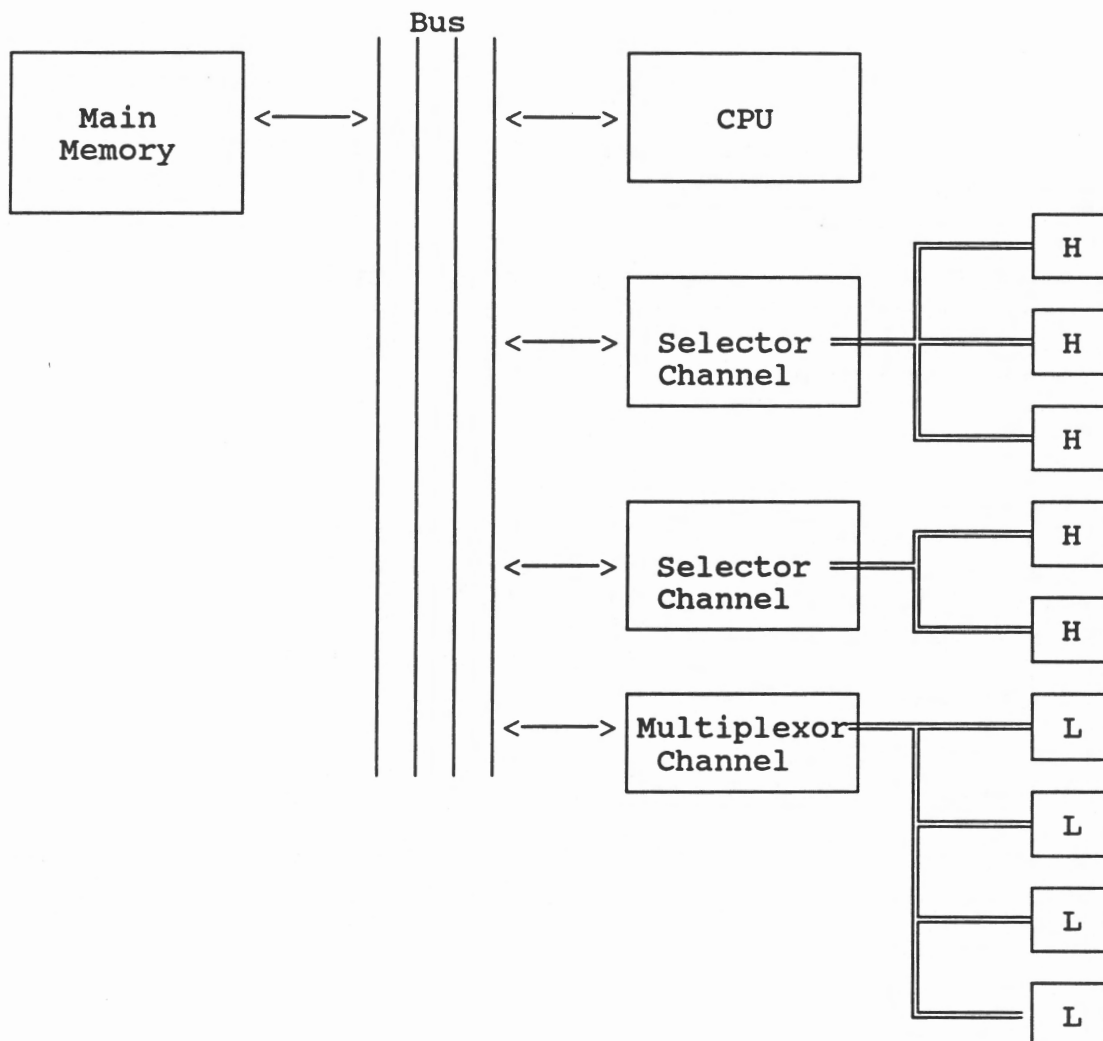 Bus
Main
Memory
CPU
H
Selector
Channel
H
H
H
Selector
Channel
H
Multiplexor
Channel
L
L
L
L